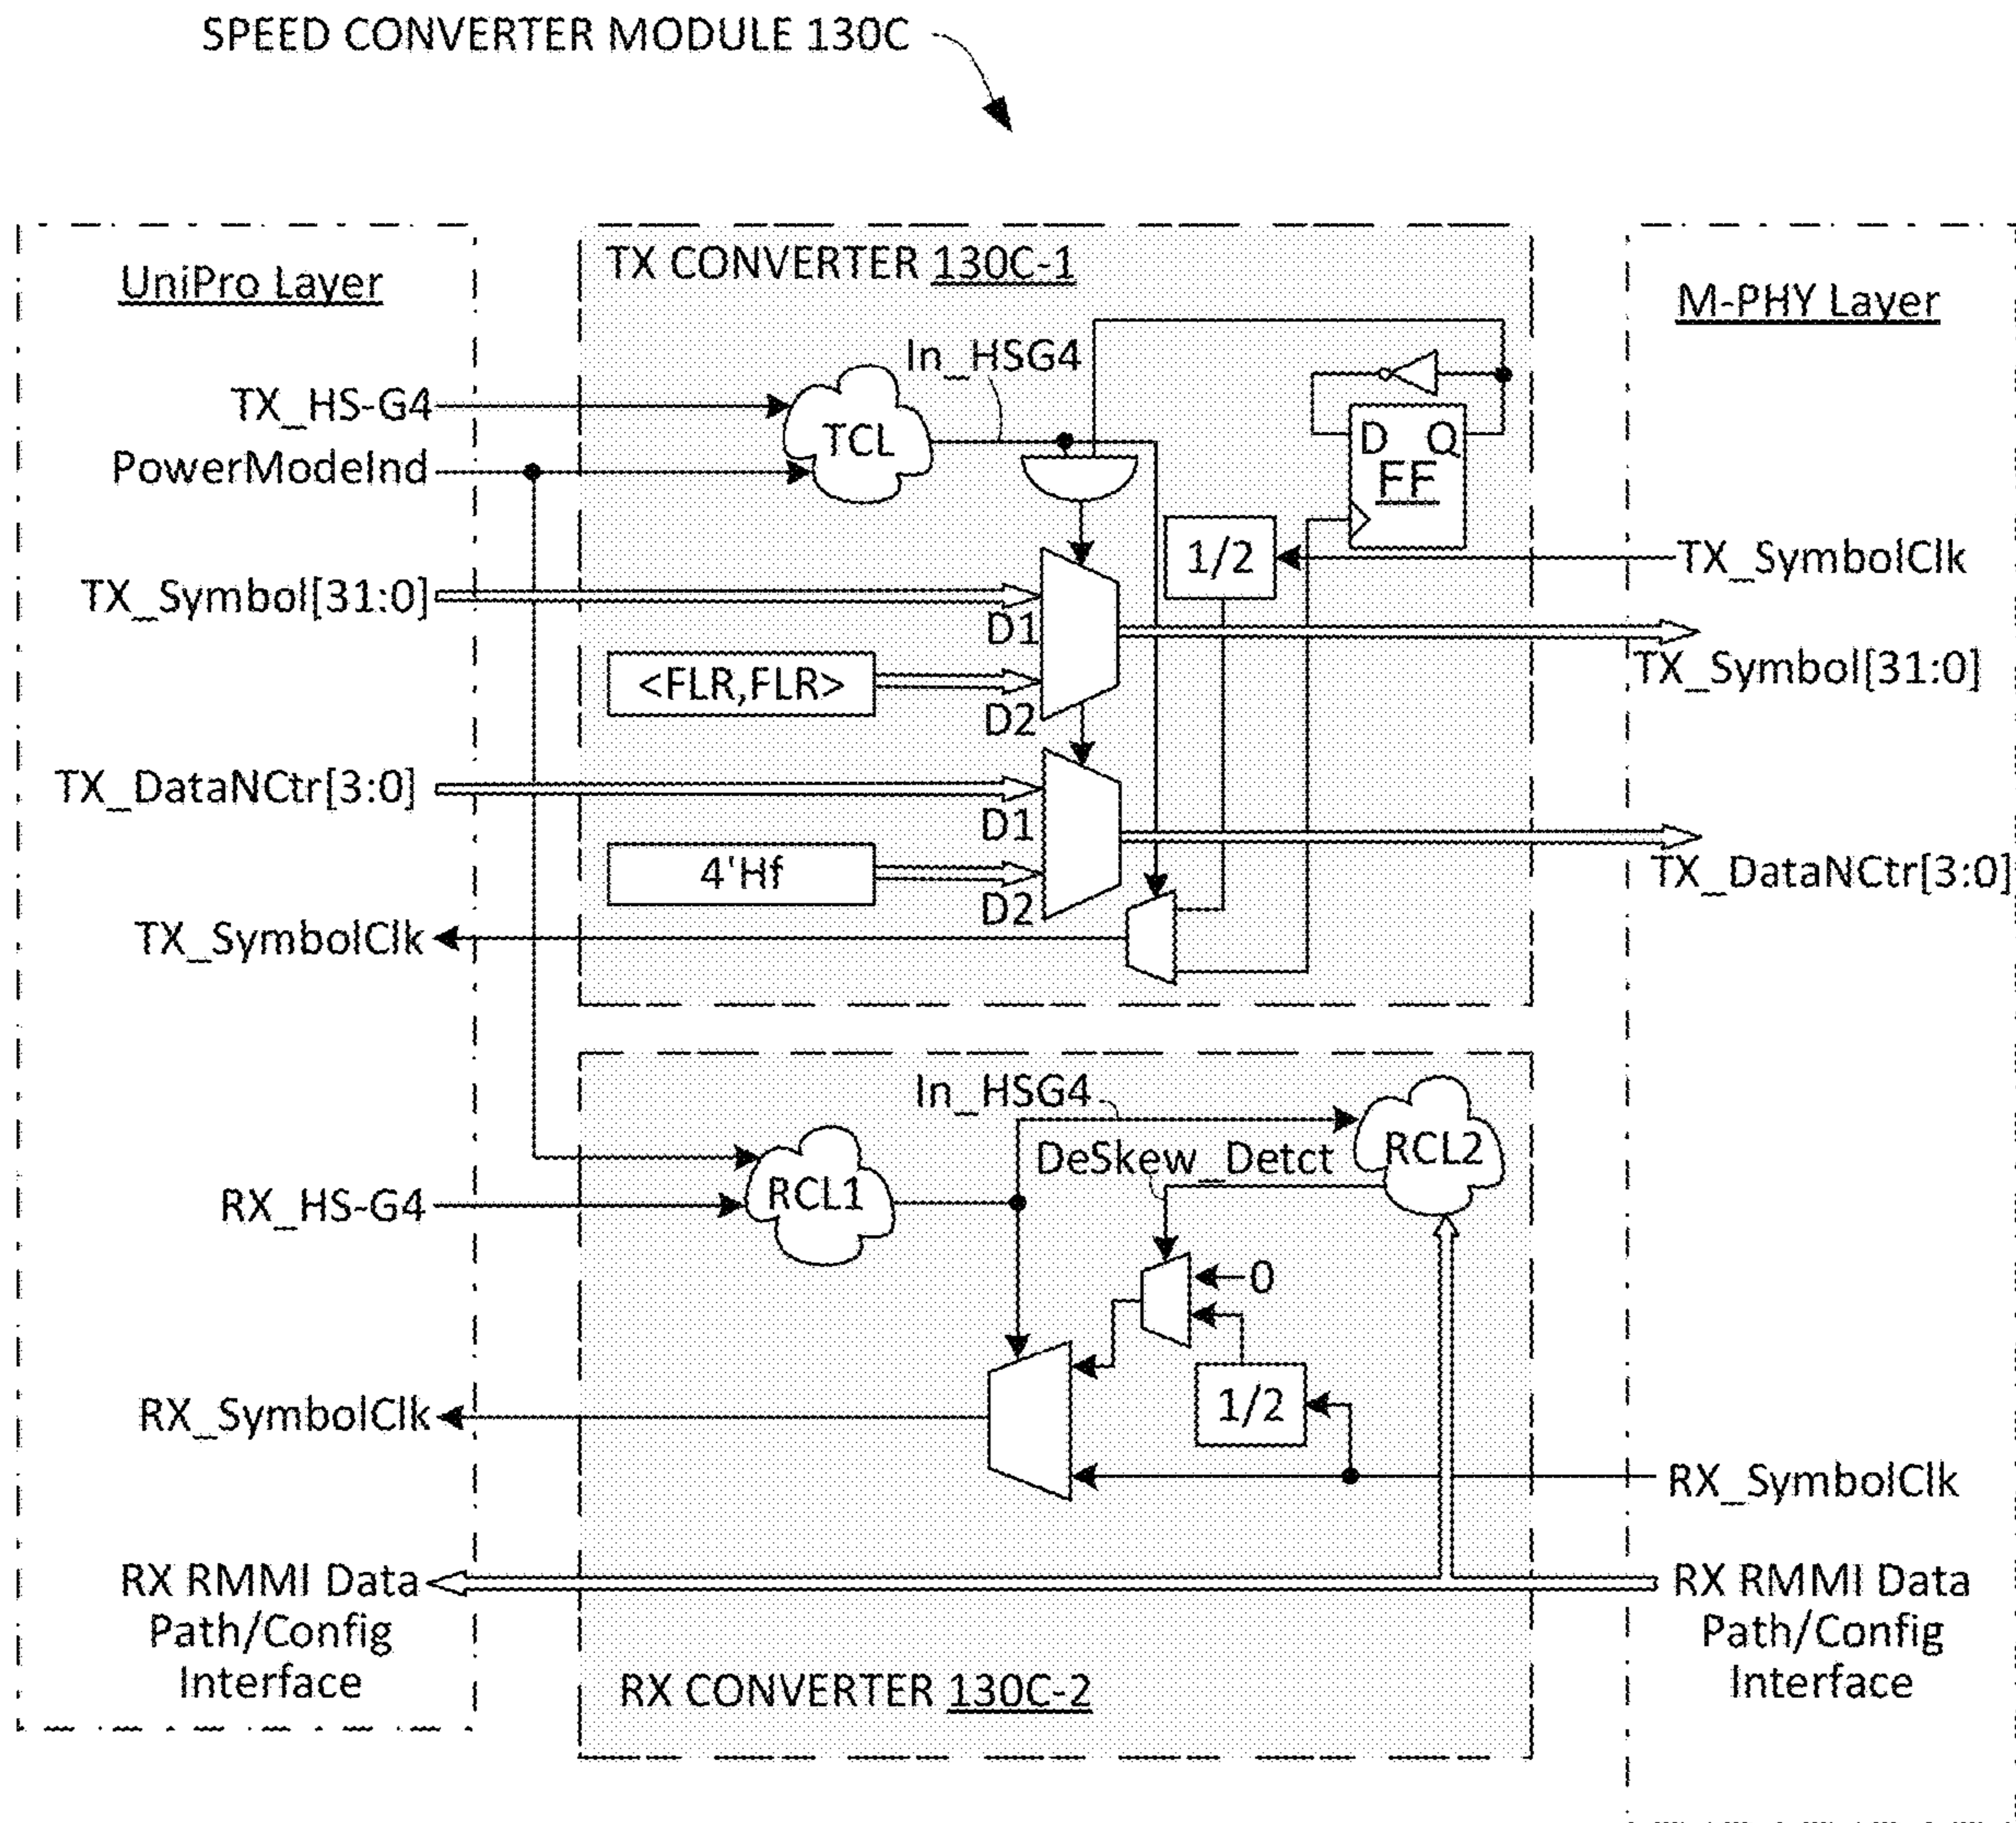 SPEED CONVERTER MODULE 130C
UniPro Layer
TX_HS-G4
PowerModeInd
TX_Symbol[31:0]
TX_DataNCtr[3:0]
TX_SymbolClk
RX_HS-G4
RX_SymbolClk
RX RMMI Data
Path/Config
Interface
TX CONVERTER 130C-1
In_HSG4
TCL
D Q
FF
1/2
D1
<FLR,FLR>
D2
D1
4'Hf
D2
In_HSG4
RCL2
DeSkew_Detct
RCL1
0
1/2
RX CONVERTER 130C-2
M-PHY Layer
TX_SymbolClk
TX_Symbol[31:0]
TX_DataNCtr[3:0]
RX_SymbolClk
RX RMMI Data
Path/Config
Interface